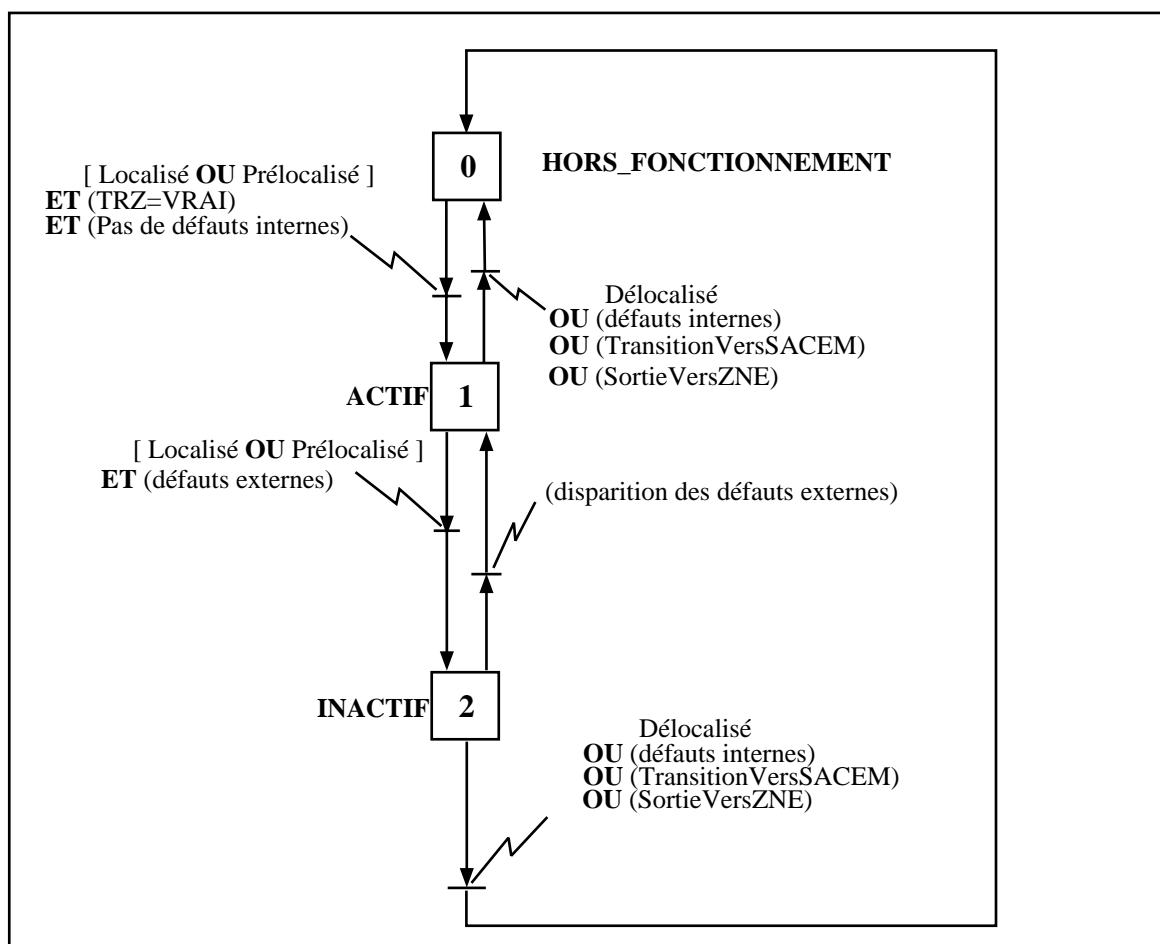 0
HORS_FONCTIONNEMENT
[ Localisé OU Prélocalisé ]
ET (TRZ=VRAI)
ET (Pas de défauts internes)
Délocalisé
OU (défauts internes)
OU (TransitionVersSACEM)
OU (SortieVersZNE)
ACTIF
1
[ Localisé OU Prélocalisé ]
ET (défauts externes)
(disparition des défauts externes)
INACTIF
2
Délocalisé
OU (défauts internes)
OU (TransitionVersSACEM)
OU (SortieVersZNE)